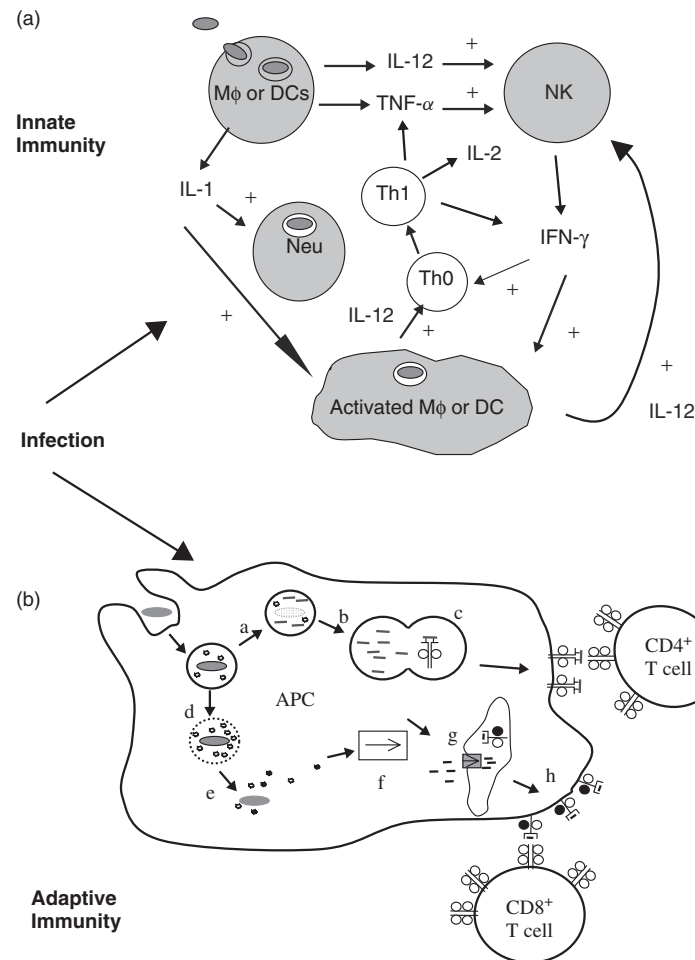 (a)
IL-12
+
Mφ or DCs
TNF-α
+
NK
Innate
Immunity
IL-2
IL-1
+
Th1
Neu
IFN-γ
Th0
+
IL-12
+
+
+
Activated Mφ or DC
+
IL-12
Infection
(b)
a
b
c
CD4+
T cell
APC
d
g
e
f
h
Adaptive
Immunity
CD8+
T cell